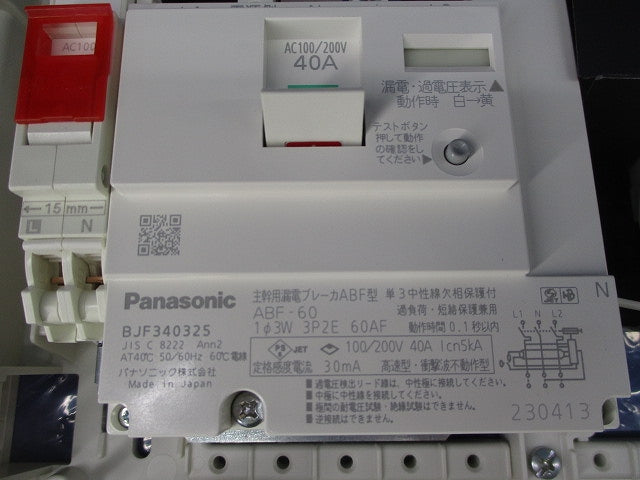 AC100
AC100/200V
40A
漏電・過電圧表示▲
動作時 白→黄
テストボタン
押して動作
の確認をし
てください▶
←15mm→
L N
Panasonic
主幹用漏電ブレーカABF型 単3中性線欠相保護付
ABF-60 過負荷・短絡保護兼用
BJF340325
1φ3W 3P2E 60AF 動作時間0.1秒以内
JIS C 8222 Ann2
AT40℃ 50/60Hz 60℃電線
PS E JET 100/200V 40A Icn5kA
定格感度電流 30mA 高速型・衝撃波不動作型
パナソニック株式会社
Made in Japan
■過電圧検出リード線は、中性極に接続してください。
■中極に中性線を接続してください。
■極間の耐電圧試験・絶縁試験はできません。
■逆接続はできません。
N
L1 N L2
230413